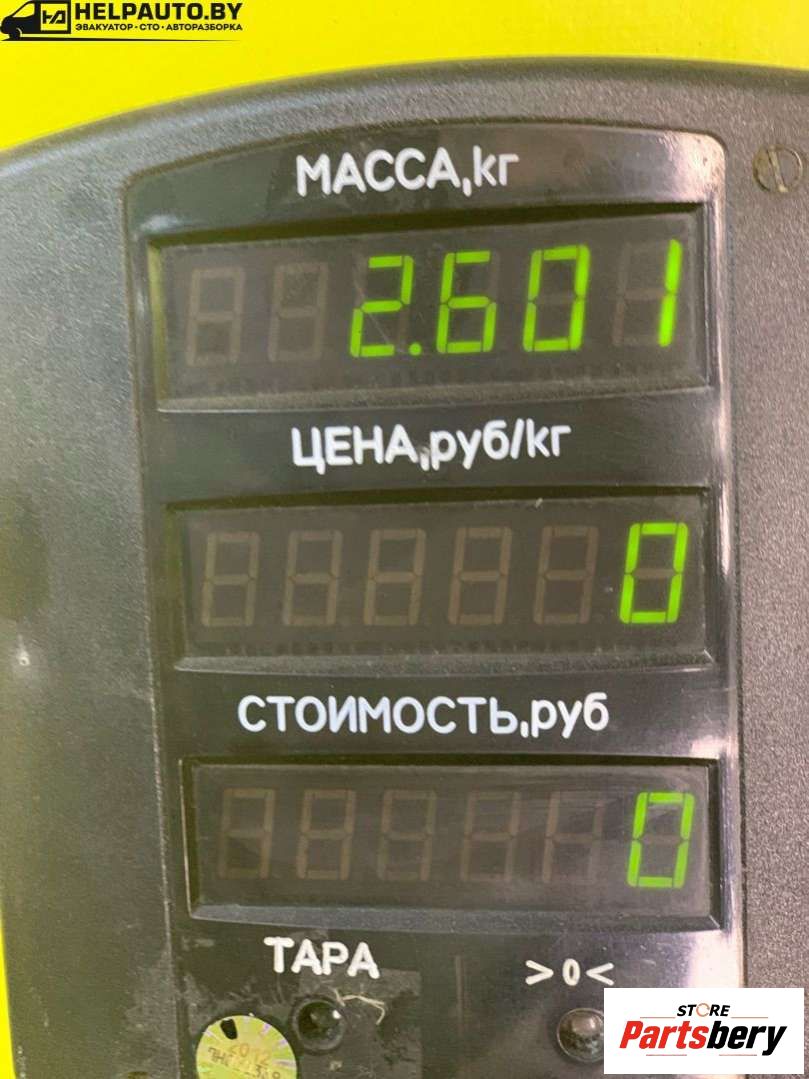 HELPAUTO.BY
ЭВАКУАТОР•СТО•АВТОРАЗБОРКА
МАССА,кг
2.601
ЦЕНА,руб/кг
0
СТОИМОСТЬ,руб
0
ТАРА
>0<
STORE
Partsbery